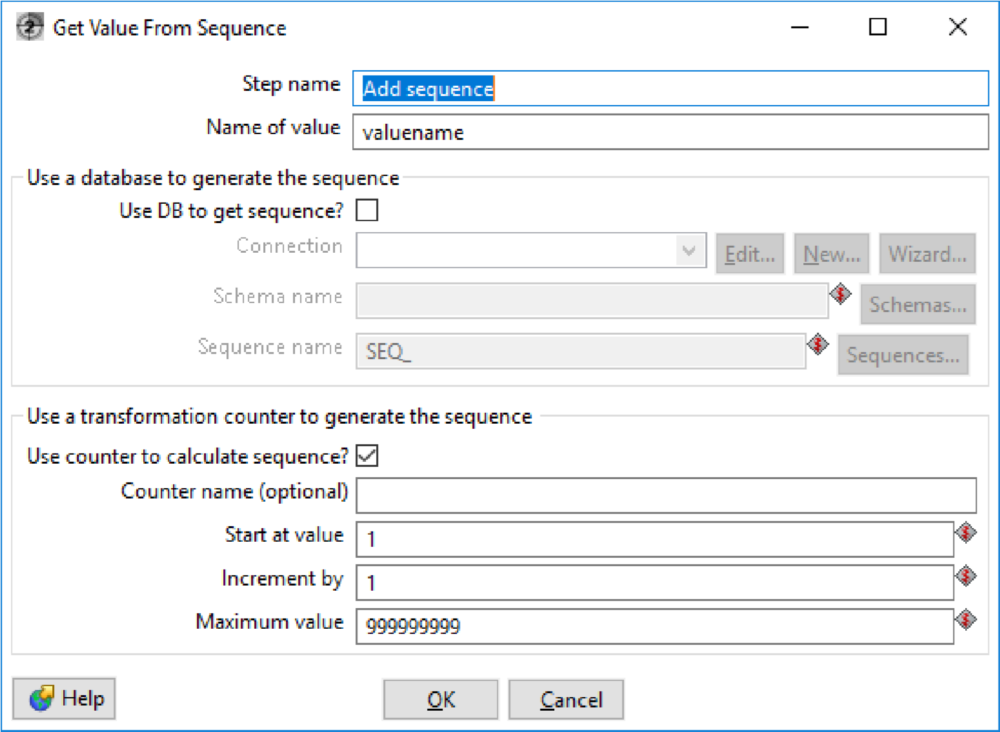 Get Value From Sequence
Step name Add sequence
Name of value valuename
Use a database to generate the sequence
Use DB to get sequence?
Connection Edit... New... Wizard...
Schema name Schemas...
Sequence name SEQ_ Sequences...
Use a transformation counter to generate the sequence
Use counter to calculate sequence?
Counter name (optional)
Start at value 1
Increment by 1
Maximum value 999999999
Help OK Cancel